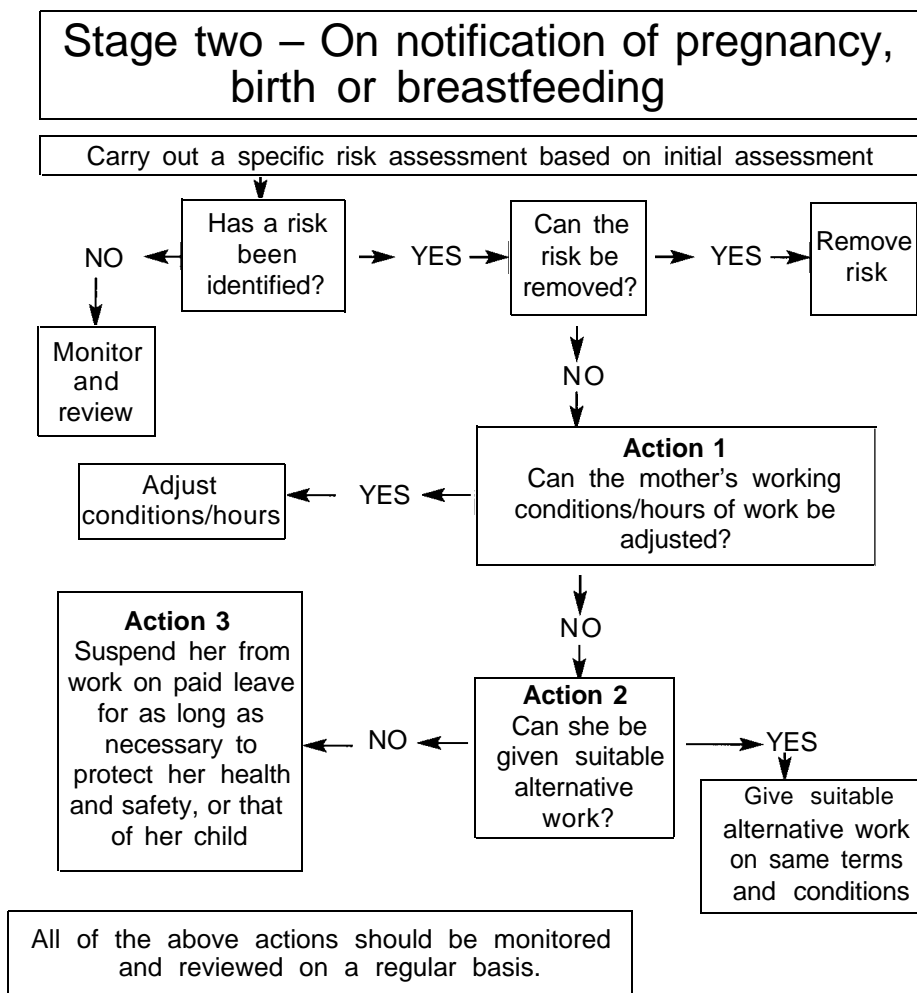 Stage two – On notification of pregnancy,
birth or breastfeeding
Carry out a specific risk assessment based on initial assessment
Has a risk
been
identified?
NO
YES
Can the
risk be
removed?
YES
Remove
risk
Monitor
and
review
NO
Action 1
Can the mother's working
conditions/hours of work be
adjusted?
YES
Adjust
conditions/hours
NO
Action 2
Can she be
given suitable
alternative
work?
NO
Action 3
Suspend her from
work on paid leave
for as long as
necessary to
protect her health
and safety, or that
of her child
YES
Give suitable
alternative work
on same terms
and conditions
All of the above actions should be monitored
and reviewed on a regular basis.